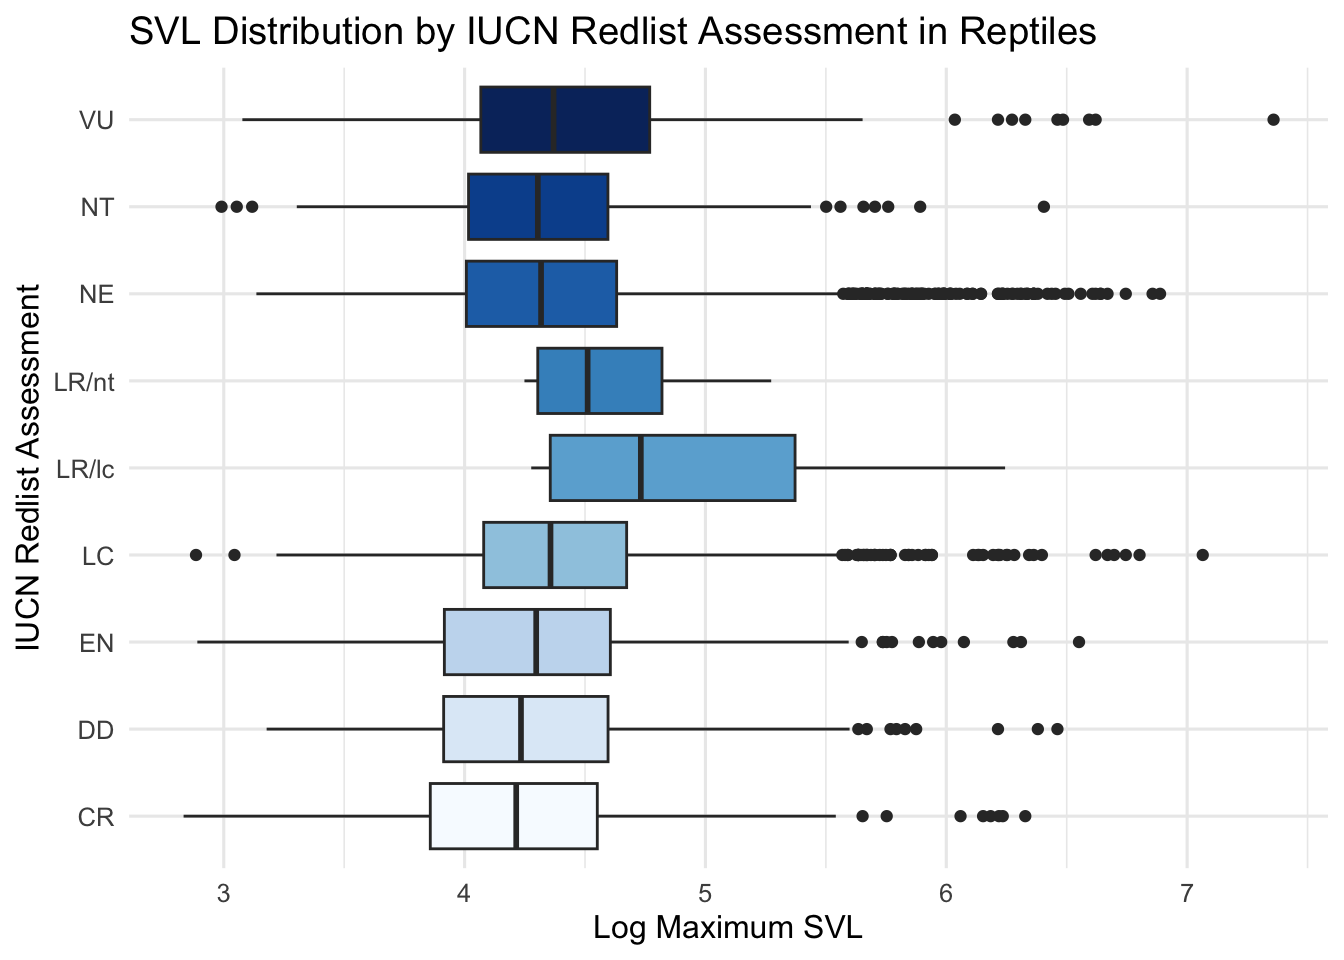 SVL Distribution by IUCN Redlist Assessment in Reptiles
IUCN Redlist Assessment
VU
NT
NE
LR/nt
LR/lc
LC
EN
DD
CR
3 4 5 6 7
Log Maximum SVL